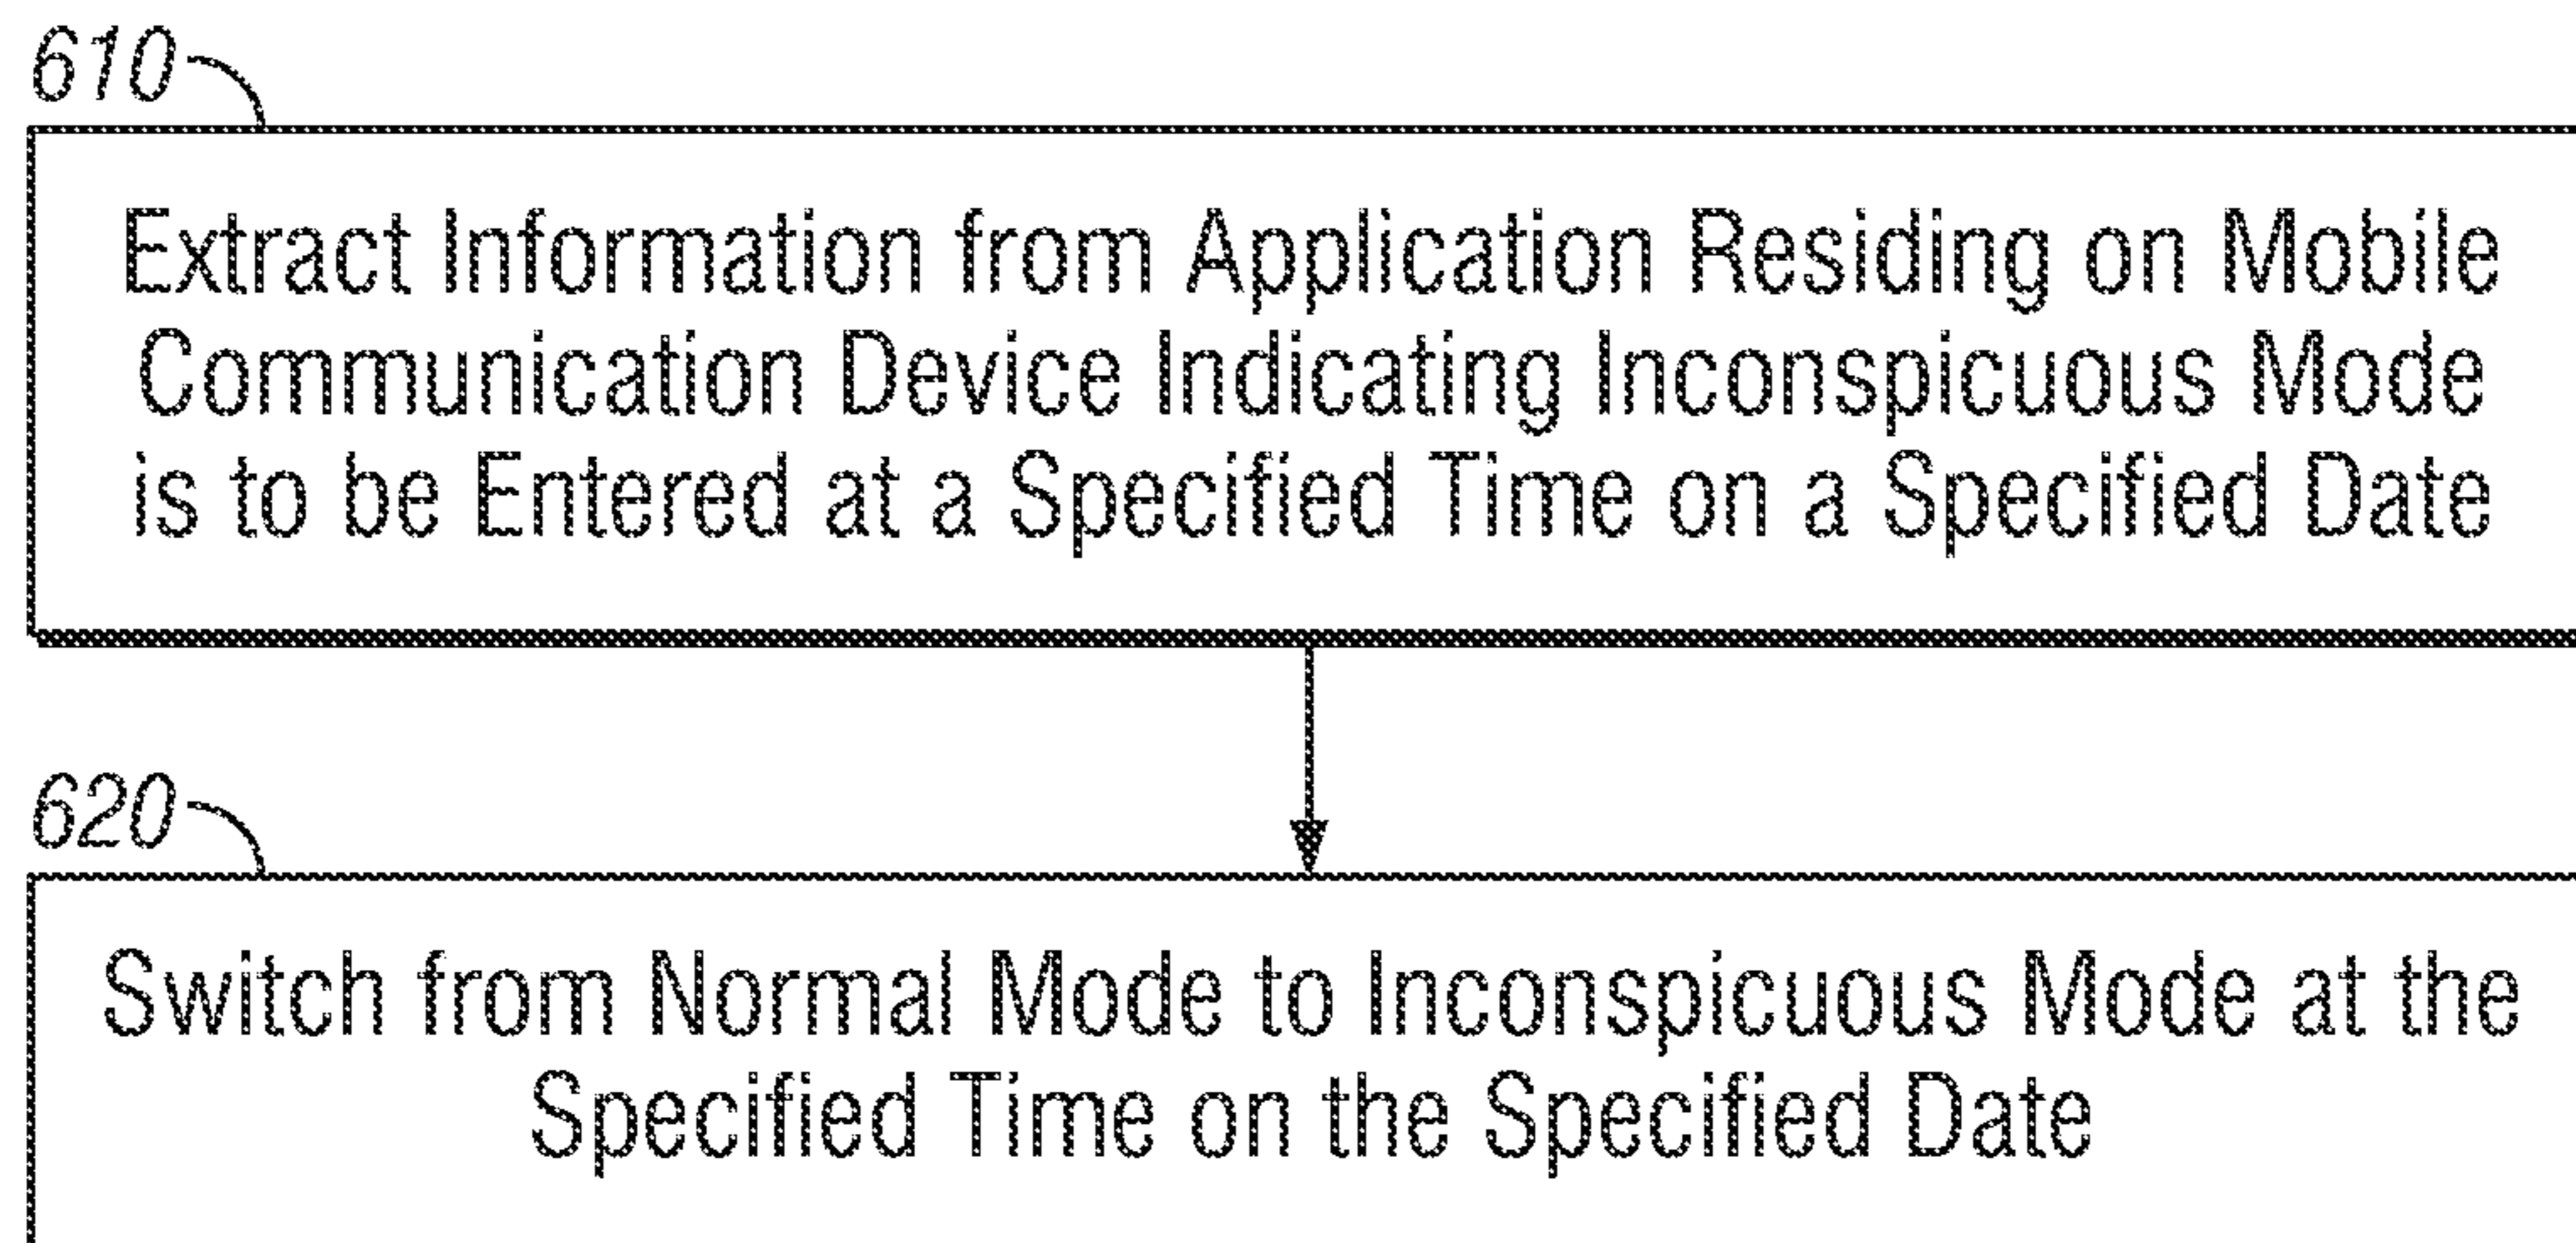 610
Extract Information from Application Residing on Mobile
Communication Device Indicating Inconspicuous Mode
is to be Entered at a Specified Time on a Specified Date
620
Switch from Normal Mode to Inconspicuous Mode at the
Specified Time on the Specified Date